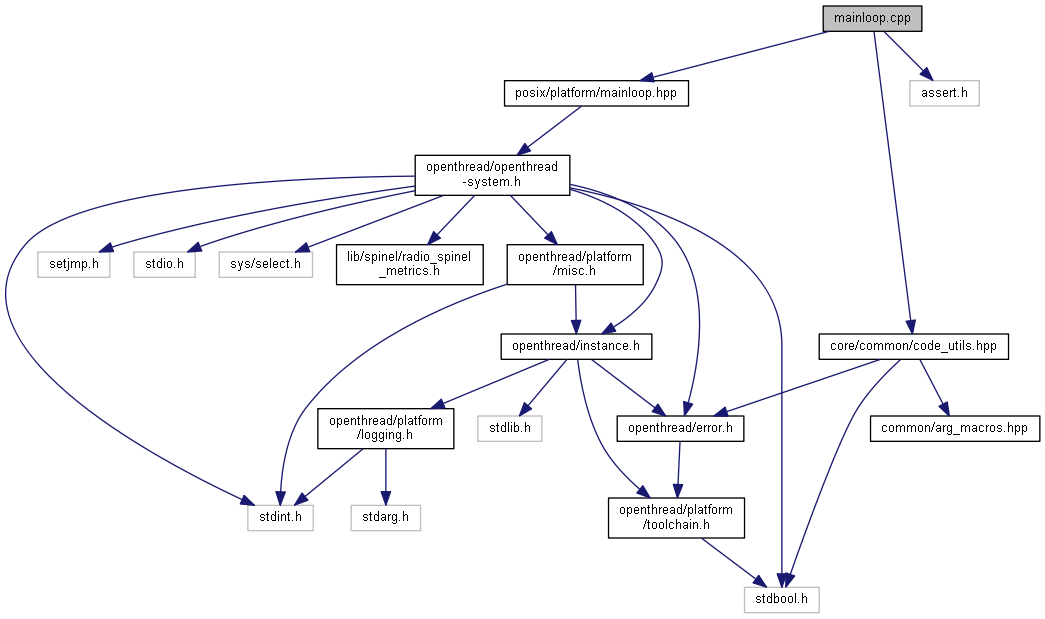 mainloop.cpp
posix/platform/mainloop.hpp
assert.h
openthread/openthread
-system.h
setjmp.h
stdio.h
sys/select.h
lib/spinel/radio_spinel
_metrics.h
openthread/platform
/misc.h
openthread/instance.h
core/common/code_utils.hpp
openthread/platform
/logging.h
stdlib.h
openthread/error.h
common/arg_macros.hpp
stdint.h
stdarg.h
openthread/platform
/toolchain.h
stdbool.h